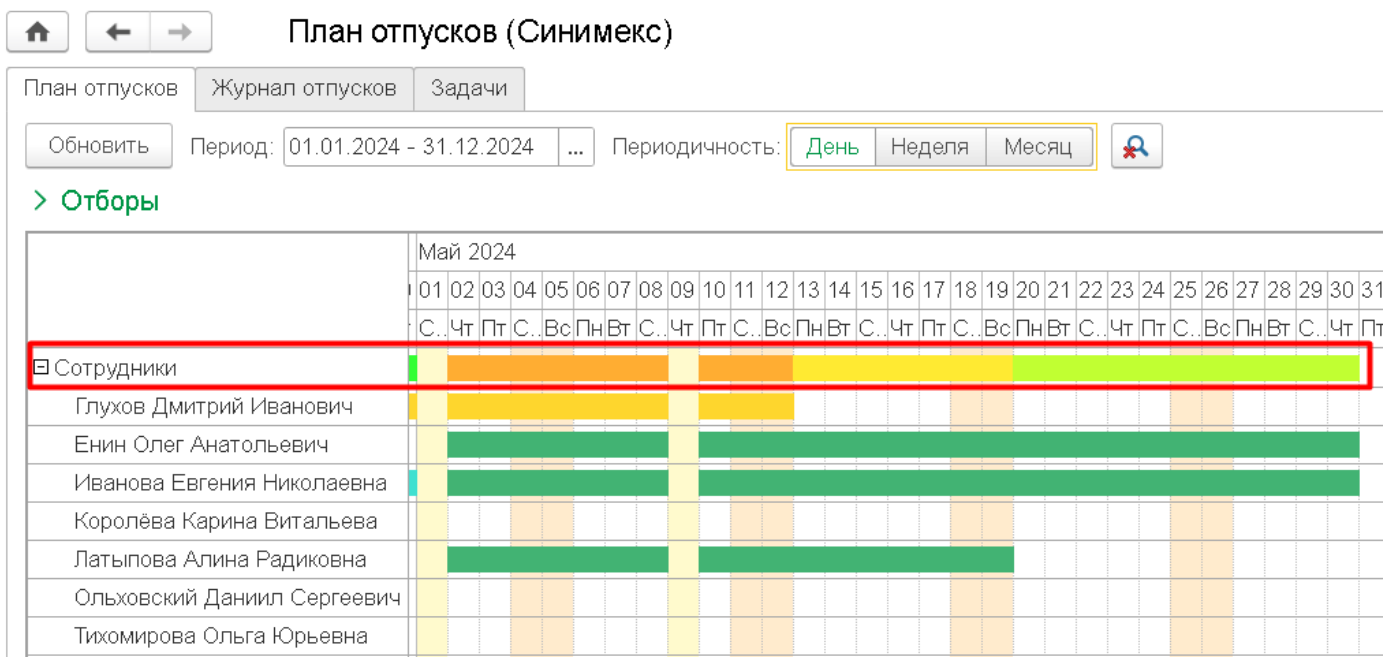 План отпусков (Синимекс)
План отпусков Журнал отпусков Задачи
Обновить Период: 01.01.2024 - 31.12.2024 ... Периодичность: День Неделя Месяц
Отборы
Май 2024
01 02 03 04 05 06 07 08 09 10 11 12 13 14 15 16 17 18 19 20 21 22 23 24 25 26 27 28 29 30 31
С.. Чт Пт С.. Вс Пн Вт С.. Чт Пт С.. Вс Пн Вт С.. Чт Пт С.. Вс Пн Вт С.. Чт Пт С.. Вс Пн Вт С.. Чт Пт
Сотрудники
Глухов Дмитрий Иванович
Енин Олег Анатольевич
Иванова Евгения Николаевна
Королёва Карина Витальева
Латыпова Алина Радиковна
Ольховский Даниил Сергеевич
Тихомирова Ольга Юрьевна